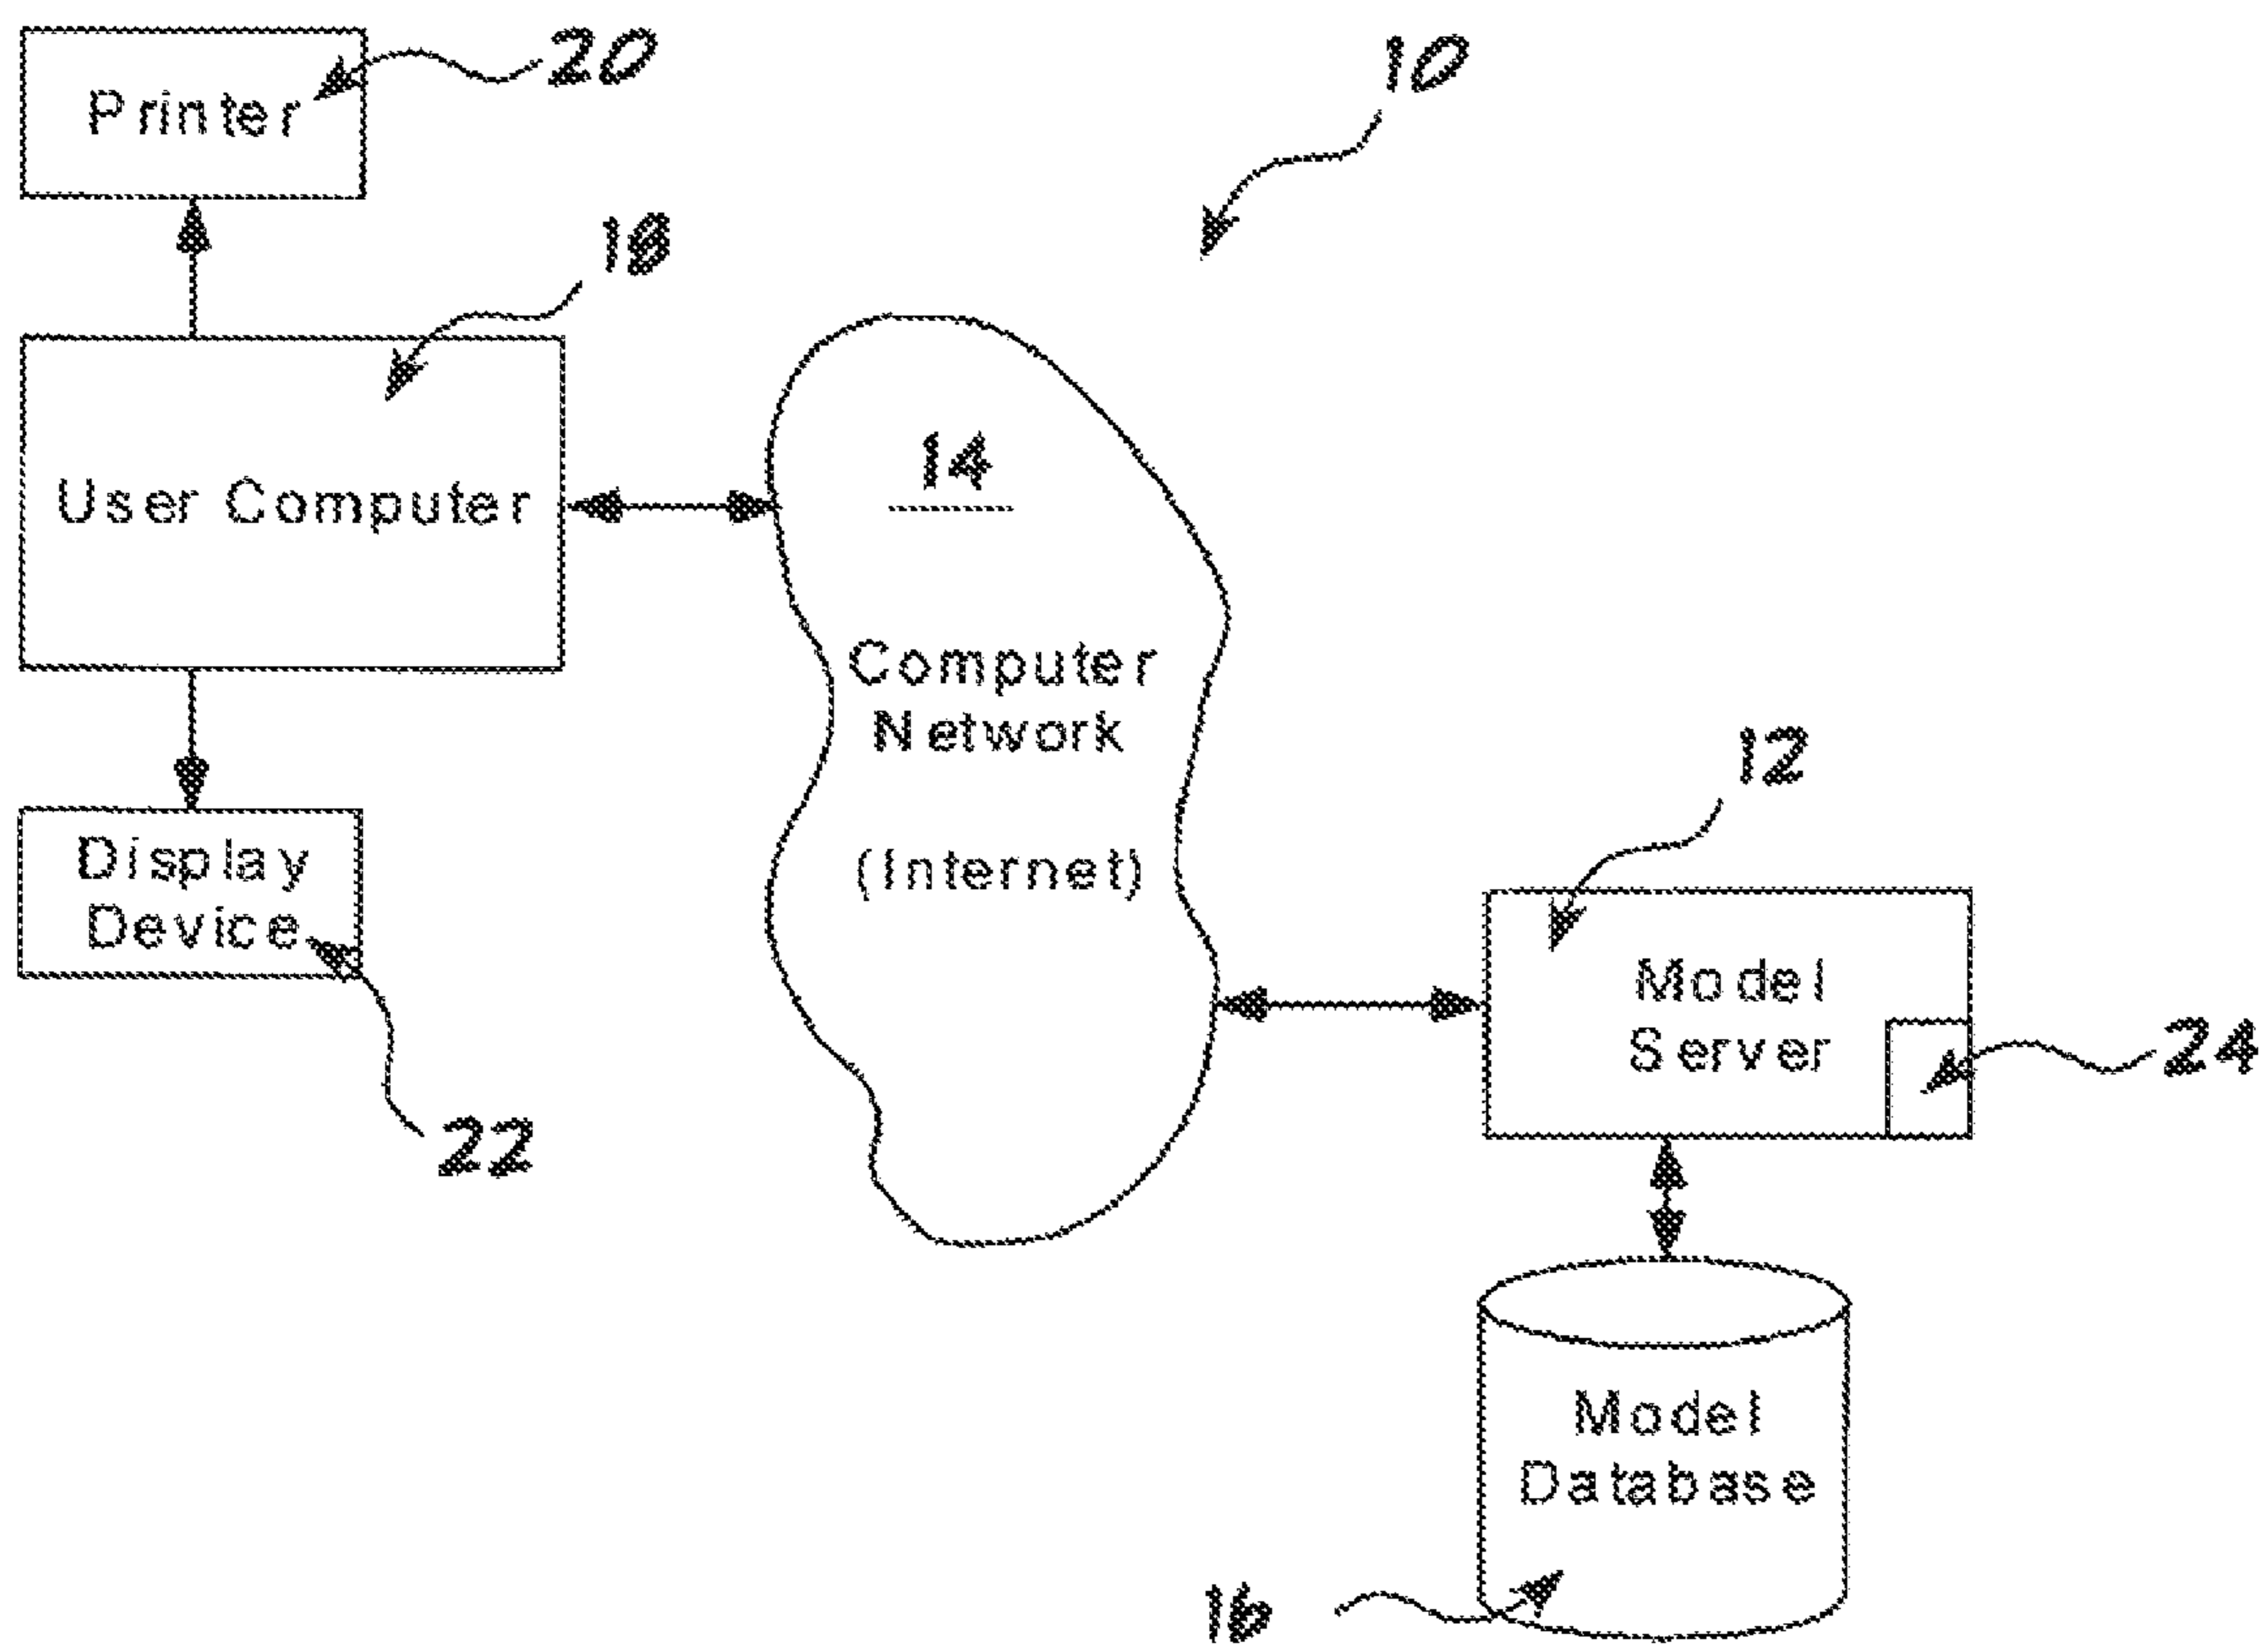 20
10
Printer
18
14
User Computer
Computer
Network
(Internet)
12
Display
Device
Model
Server
24
22
Model
Database
16